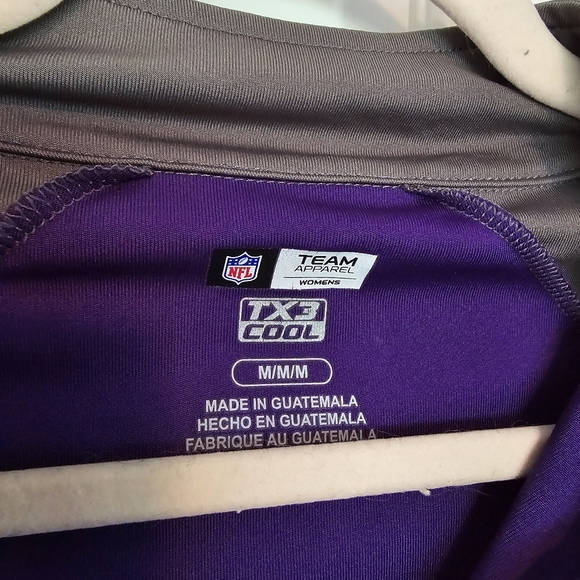 NFL
TEAM
APPAREL
WOMENS
TX3
COOL
M/M/M
MADE IN GUATEMALA
HECHO EN GUATEMALA
FABRIQUE AU GUATEMALA